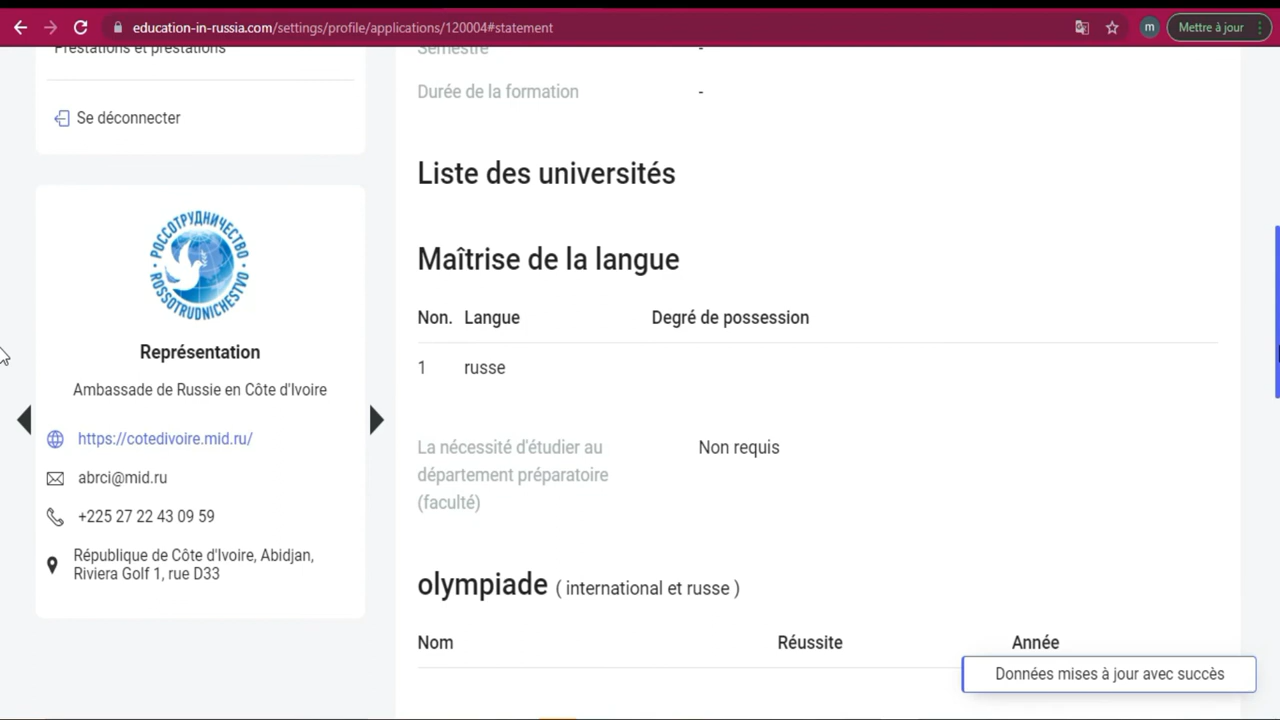 education-in-russia.com/settings/profile/applications/120004#statement
m
Mettre à jour
Prestations et prestations
Se déconnecter
РОССОТРУДНИЧЕСТВО
ROSSOTRUDNICHESTVO
Représentation
Ambassade de Russie en Côte d'Ivoire
https://cotedivoire.mid.ru/
abrci@mid.ru
+225 27 22 43 09 59
République de Côte d'Ivoire, Abidjan,
Riviera Golf 1, rue D33
Semestre -
Durée de la formation -
Liste des universités
Maîtrise de la langue
Non. Langue Degré de possession
1 russe
La nécessité d'étudier au Non requis
département préparatoire
(faculté)
olympiade ( international et russe )
Nom Réussite Année
Données mises à jour avec succès